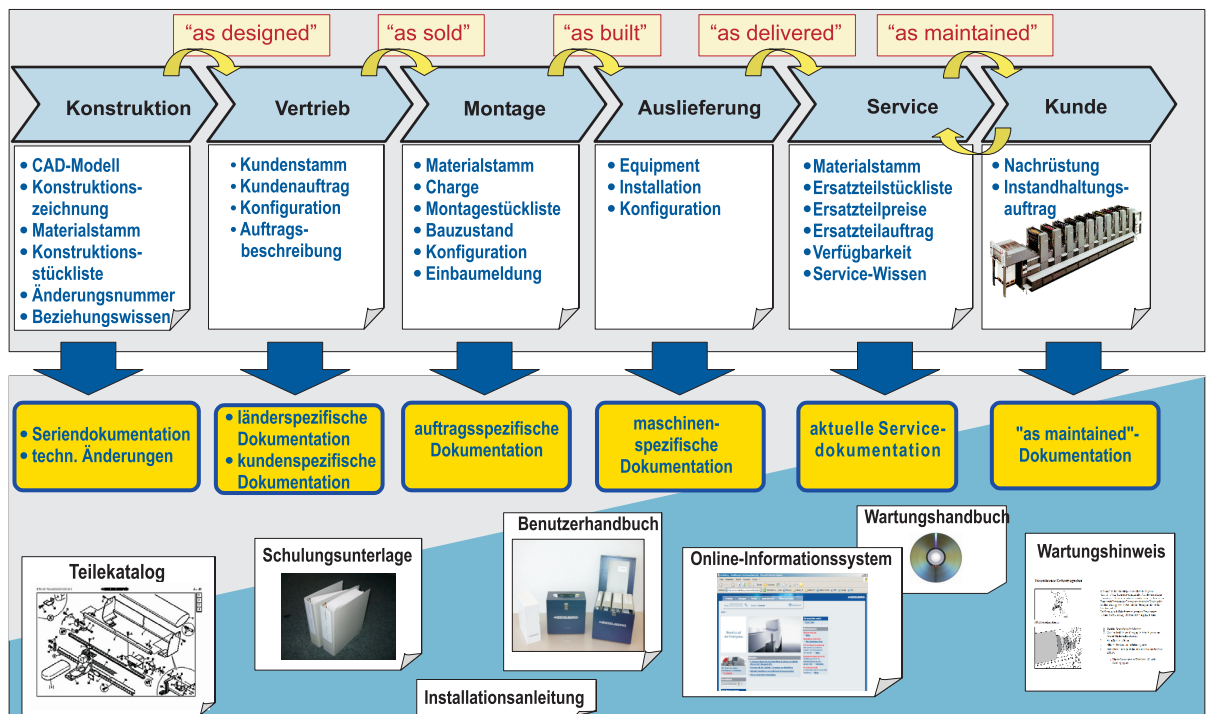 “as designed”
“as sold”
“as built”
“as delivered”
“as maintained”
Konstruktion
Vertrieb
Montage
Auslieferung
Service
Kunde
• CAD-Modell
• Konstruktions-
zeichnung
• Materialstamm
• Konstruktions-
stückliste
• Änderungsnummer
• Beziehungswissen
• Kundenstamm
• Kundenauftrag
• Konfiguration
• Auftrags-
beschreibung
• Materialstamm
• Charge
• Montagestückliste
• Bauzustand
• Konfiguration
• Einbaumeldung
• Equipment
• Installation
• Konfiguration
• Materialstamm
• Ersatzteilstückliste
• Ersatzteilpreise
• Ersatzteilauftrag
• Verfügbarkeit
• Service-Wissen
• Nachrüstung
• Instandhaltungs-
auftrag
• Seriendokumentation
• techn. Änderungen
• länderspezifische
Dokumentation
• kundenspezifische
Dokumentation
auftragsspezifische
Dokumentation
maschinen-
spezifische
Dokumentation
aktuelle Service-
dokumentation
"as maintained"-
Dokumentation
Teilekatalog
Schulungsunterlage
Benutzerhandbuch
Installationsanleitung
Online-Informationssystem
Wartungshandbuch
Wartungshinweis